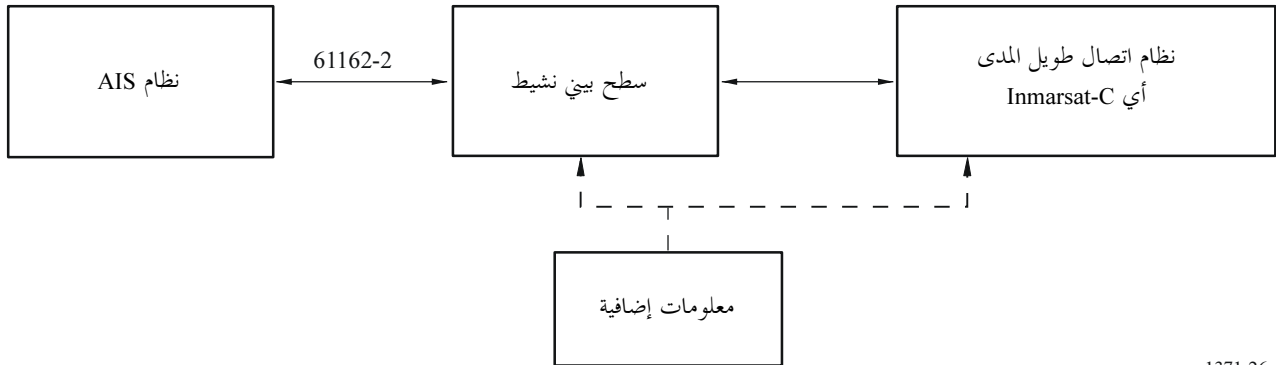 نظام اتصال طويل المدى
أي Inmarsat-C
سطح بيني نشيط
61162-2
نظام AIS
معلومات إضافية